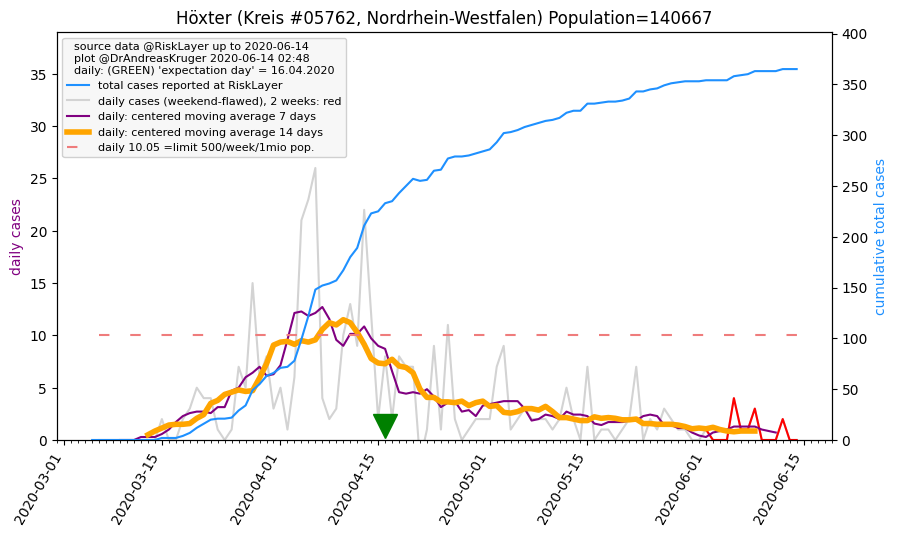 Höxter (Kreis #05762, Nordrhein-Westfalen) Population=140667
source data @RiskLayer up to 2020-06-14
plot @DrAndreasKruger 2020-06-14 02:48
daily: (GREEN) 'expectation day' = 16.04.2020
total cases reported at RiskLayer
daily cases (weekend-flawed), 2 weeks: red
daily: centered moving average 7 days
daily: centered moving average 14 days
daily 10.05 =limit 500/week/1mio pop.
daily cases
35
30
25
20
15
10
5
0
400
350
300
250
200
150
100
50
0
cumulative total cases
2020-03-01
2020-03-15
2020-04-01
2020-04-15
2020-05-01
2020-05-15
2020-06-01
2020-06-15